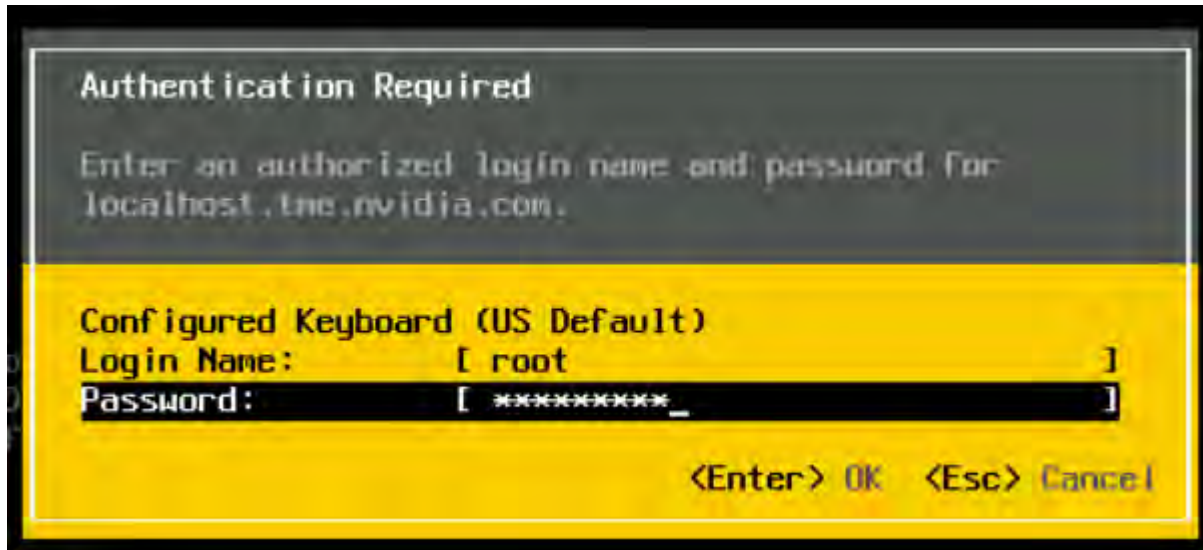 Authentication Required
Enter an authorized login name and password for
localhost.tme.nvidia.com.
Configured Keyboard (US Default)
Login Name: [ root ]
Password: [ *********_ ]
<Enter> OK <Esc> Cancel